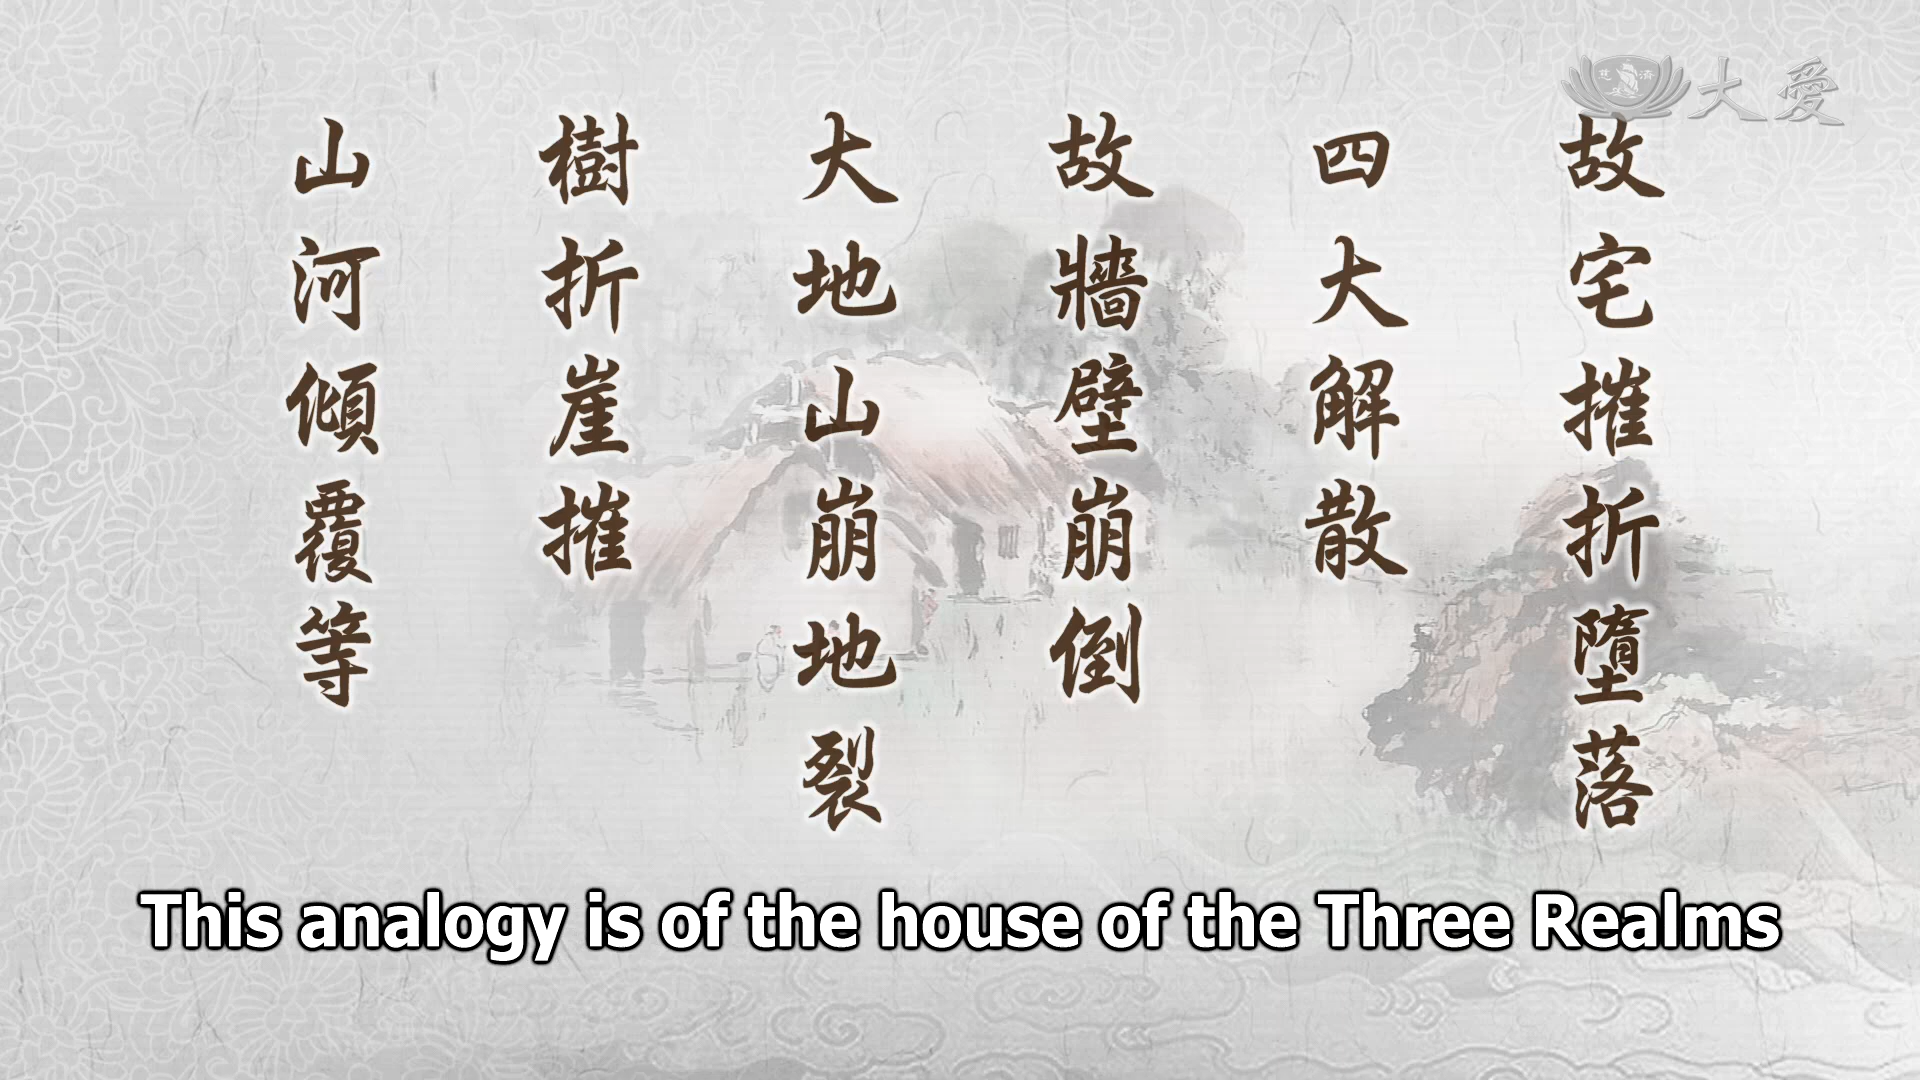 大愛
慈濟
故宅摧折墮落
四大解散
故牆壁崩倒
大地山崩地裂
樹折崖摧
山河傾覆等
This analogy is of the house of the Three Realms